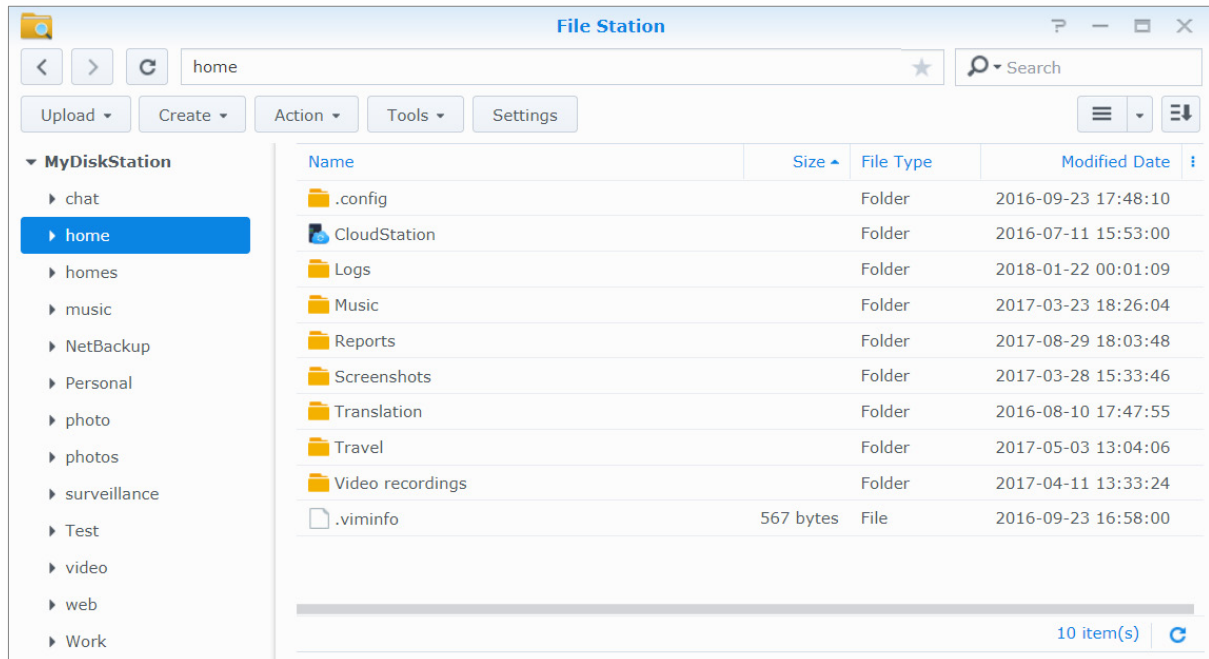 File Station
home
Search
Upload Create Action Tools Settings
MyDiskStation
chat
home
homes
music
NetBackup
Personal
photo
photos
surveillance
Test
video
web
Work
Name Size File Type Modified Date
.config Folder 2016-09-23 17:48:10
CloudStation Folder 2016-07-11 15:53:00
Logs Folder 2018-01-22 00:01:09
Music Folder 2017-03-23 18:26:04
Reports Folder 2017-08-29 18:03:48
Screenshots Folder 2017-03-28 15:33:46
Translation Folder 2016-08-10 17:47:55
Travel Folder 2017-05-03 13:04:06
Video recordings Folder 2017-04-11 13:33:24
.viminfo 567 bytes File 2016-09-23 16:58:00
10 item(s)